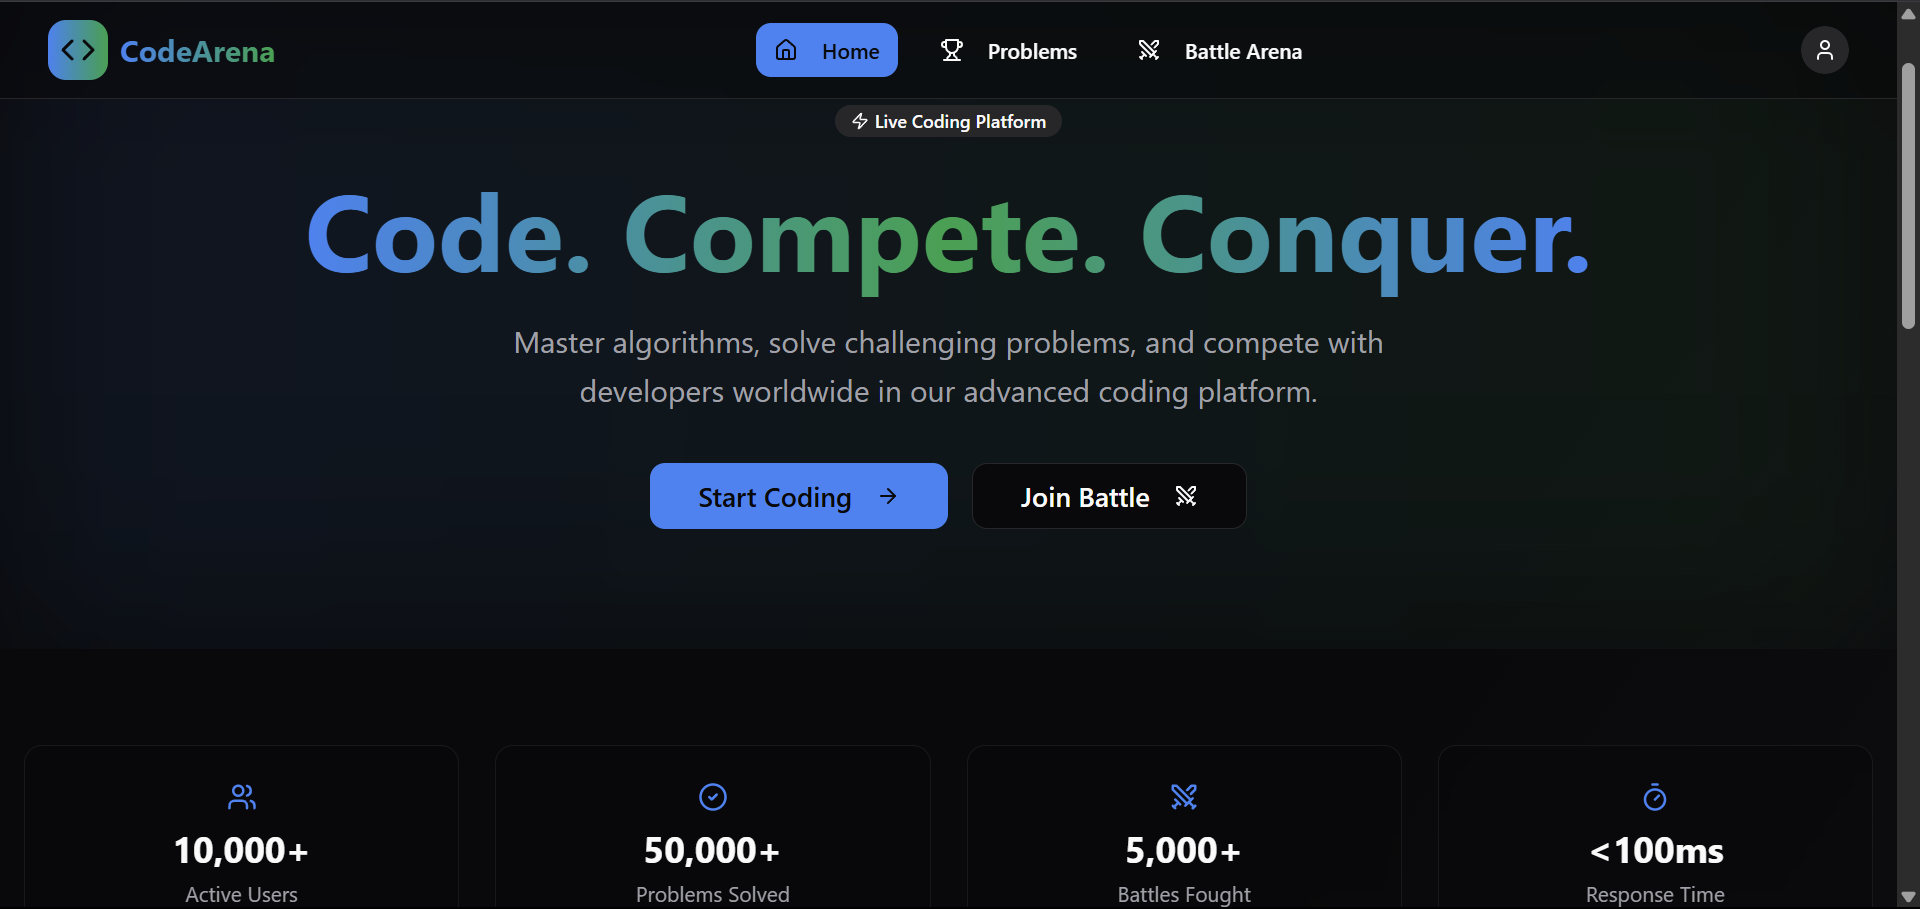 CodeArena
Home
Problems
Battle Arena
Live Coding Platform
Code. Compete. Conquer.
Master algorithms, solve challenging problems, and compete with
developers worldwide in our advanced coding platform.
Start Coding
Join Battle
10,000+
Active Users
50,000+
Problems Solved
5,000+
Battles Fought
<100ms
Response Time